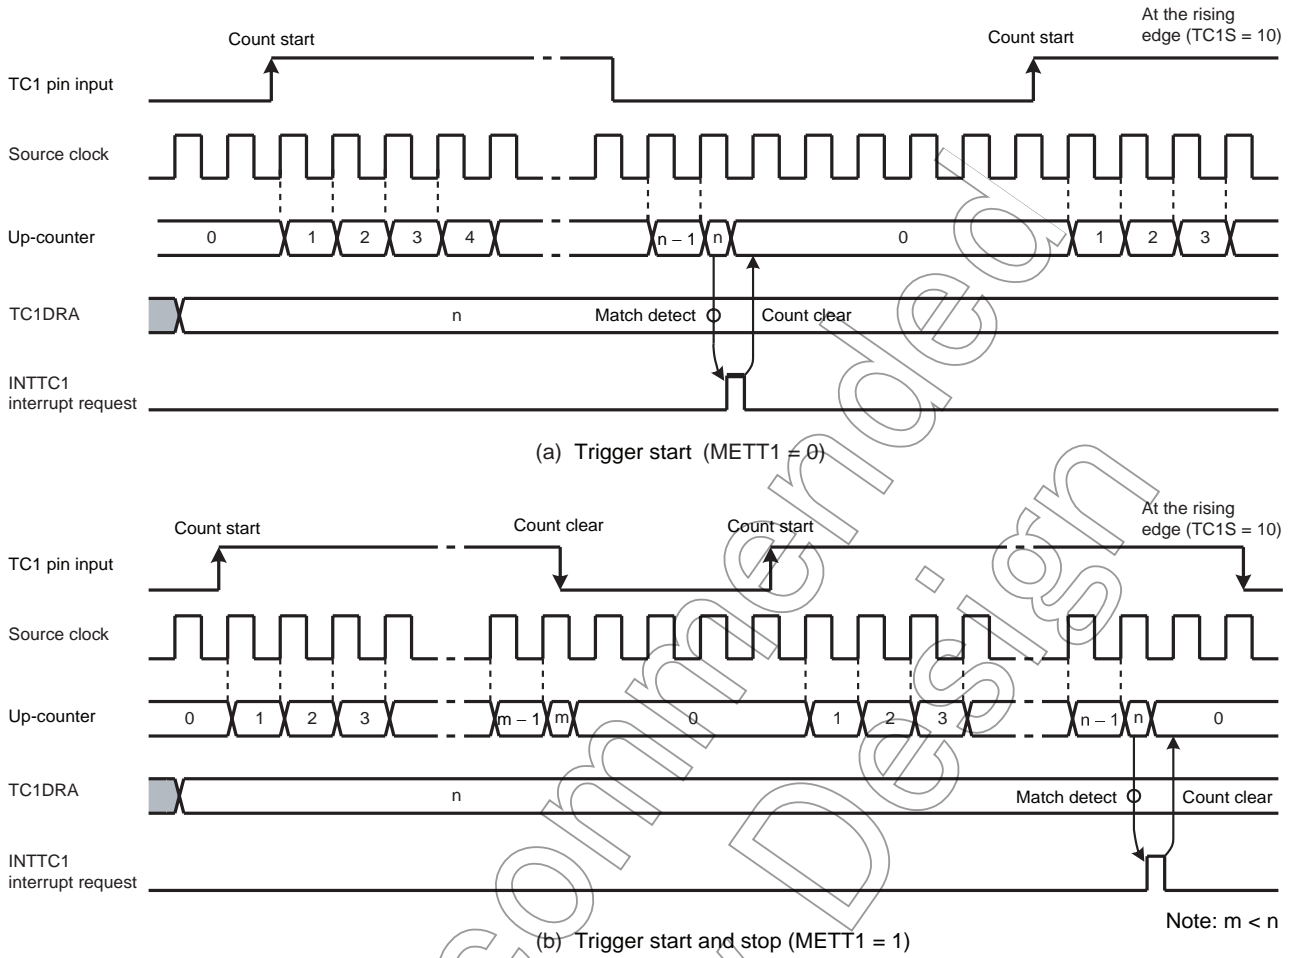 At the rising
edge (TC1S = 10)
Count start
Count start
TC1 pin input
Source clock
Up-counter
0
1
2
3
4
n – 1
n
0
1
2
3
TC1DRA
n
Match detect
Count clear
INTTC1
interrupt request
(a) Trigger start (METT1 = 0)
At the rising
edge (TC1S = 10)
Count start
Count clear
Count start
TC1 pin input
Source clock
Up-counter
0
1
2
3
m – 1
m
0
1
2
3
n – 1
n
0
TC1DRA
n
Match detect
Count clear
INTTC1
interrupt request
Note: m < n
(b) Trigger start and stop (METT1 = 1)
ommended
Design